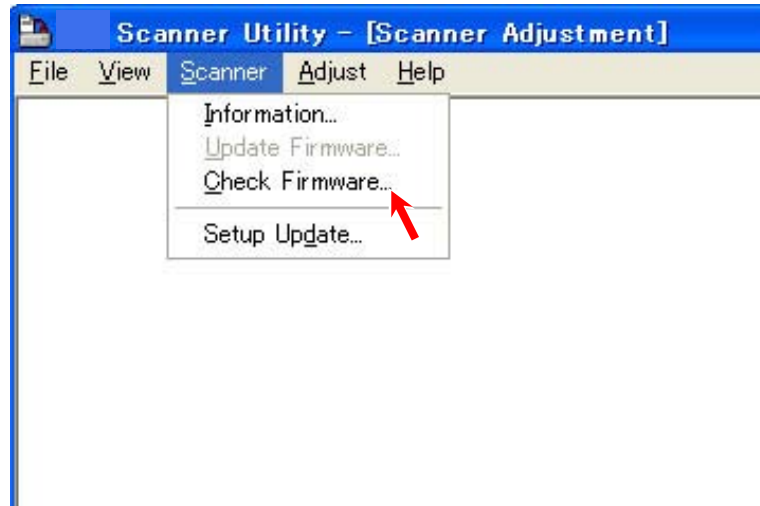 Scanner Utility - [Scanner Adjustment]
File View Scanner Adjust Help
Information...
Update Firmware...
Check Firmware...
Setup Update...